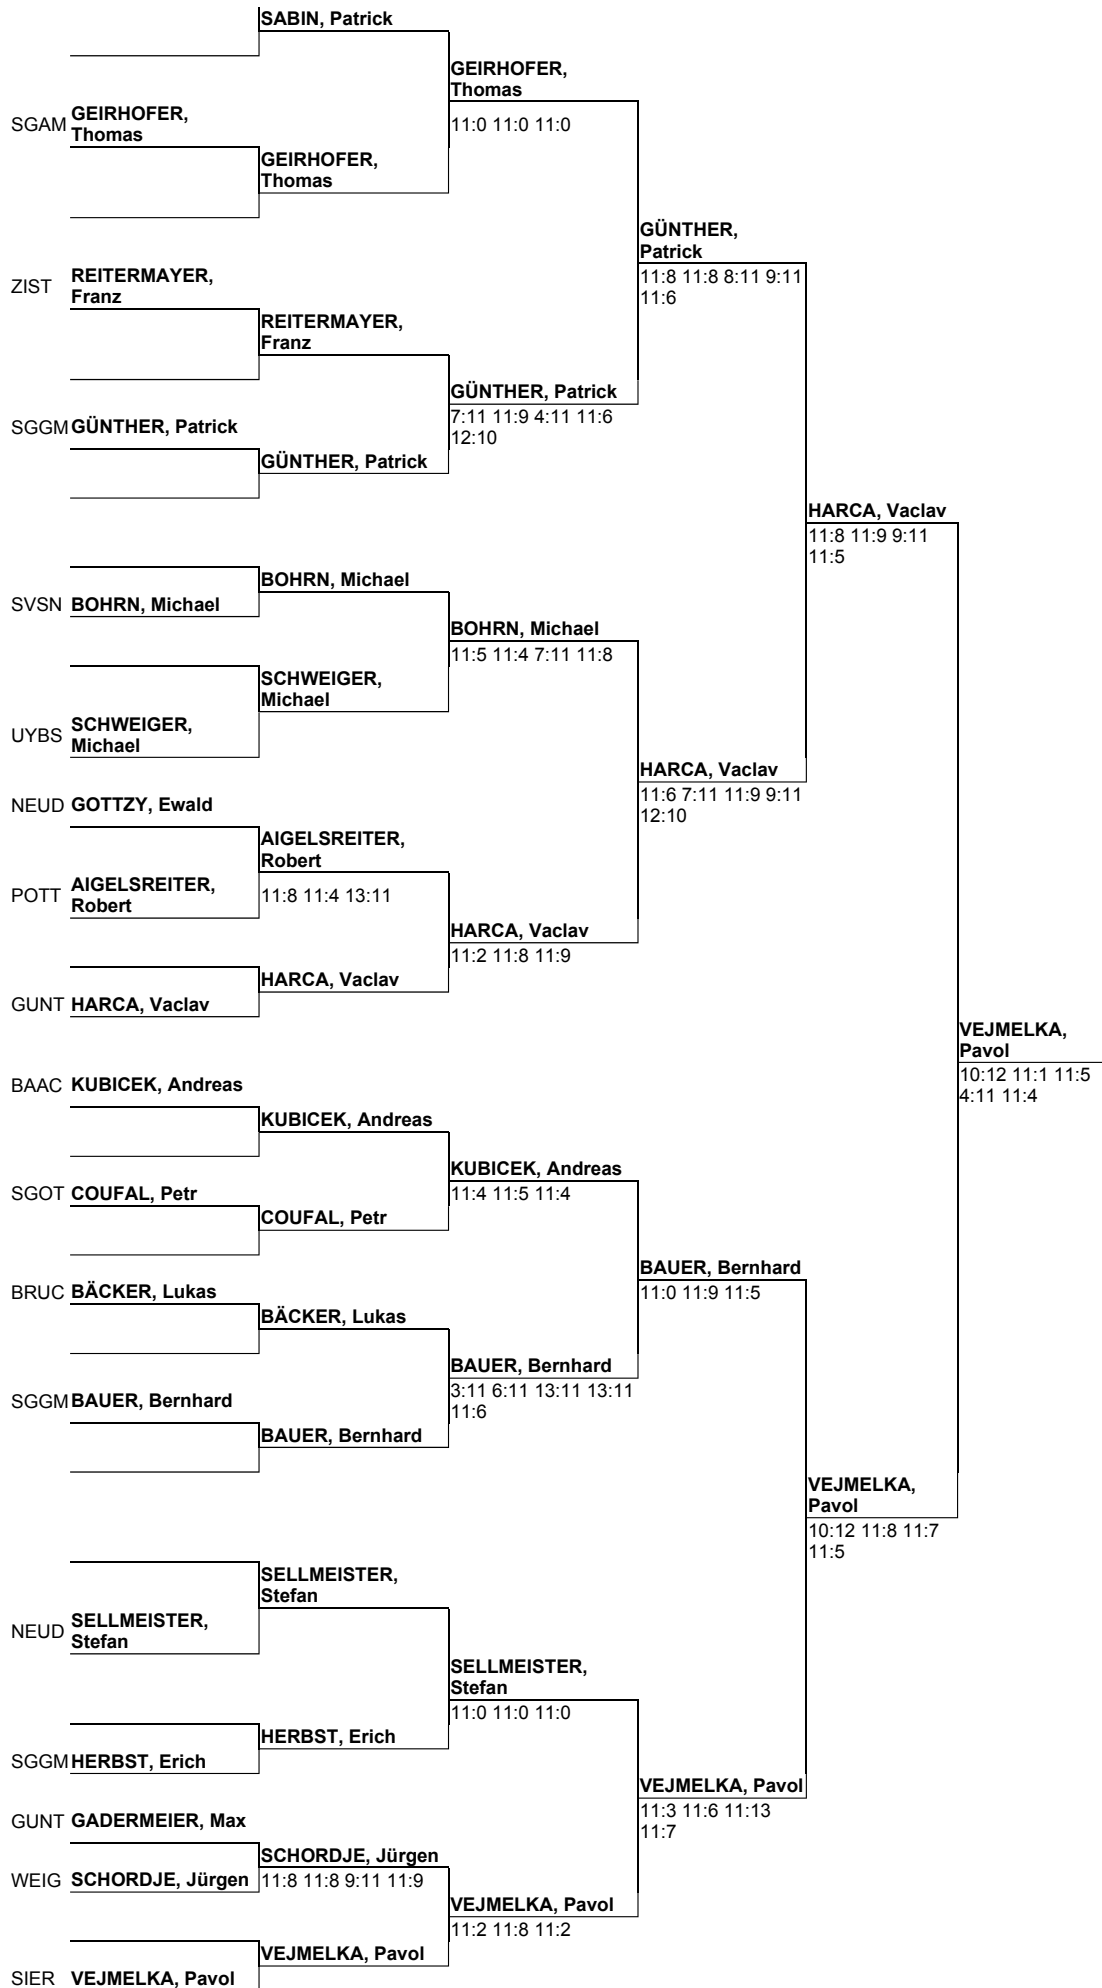 SABIN, Patrick
GEIRHOFER,
Thomas
11:0 11:0 11:0
SGAM
GEIRHOFER,
Thomas
GEIRHOFER,
Thomas
GÜNTHER,
Patrick
11:8 11:8 8:11 9:11
11:6
ZIST
REITERMAYER,
Franz
REITERMAYER,
Franz
GÜNTHER, Patrick
7:11 11:9 4:11 11:6
12:10
SGGM GÜNTHER, Patrick
GÜNTHER, Patrick
HARCA, Vaclav
11:8 11:9 9:11
11:5
BOHRN, Michael
SVSN BOHRN, Michael
BOHRN, Michael
11:5 11:4 7:11 11:8
SCHWEIGER,
Michael
UYBS
SCHWEIGER,
Michael
HARCA, Vaclav
11:6 7:11 11:9 9:11
12:10
NEUD GOTTZY, Ewald
AIGELSREITER,
Robert
11:8 11:4 13:11
POTT
AIGELSREITER,
Robert
HARCA, Vaclav
11:2 11:8 11:9
HARCA, Vaclav
GUNT HARCA, Vaclav
VEJMELKA,
Pavol
10:12 11:1 11:5
4:11 11:4
BAAC KUBICEK, Andreas
KUBICEK, Andreas
KUBICEK, Andreas
11:4 11:5 11:4
SGOT COUFAL, Petr
COUFAL, Petr
BAUER, Bernhard
11:0 11:9 11:5
BRUC BÄCKER, Lukas
BÄCKER, Lukas
BAUER, Bernhard
3:11 6:11 13:11 13:11
11:6
SGGM BAUER, Bernhard
BAUER, Bernhard
VEJMELKA,
Pavol
10:12 11:8 11:7
11:5
SELLMEISTER,
Stefan
NEUD
SELLMEISTER,
Stefan
SELLMEISTER,
Stefan
11:0 11:0 11:0
HERBST, Erich
SGGM HERBST, Erich
VEJMELKA, Pavol
11:3 11:6 11:13
11:7
GUNT GADERMEIER, Max
SCHORDJE, Jürgen
WEIG SCHORDJE, Jürgen
11:8 11:8 9:11 11:9
VEJMELKA, Pavol
11:2 11:8 11:2
VEJMELKA, Pavol
SIER VEJMELKA, Pavol